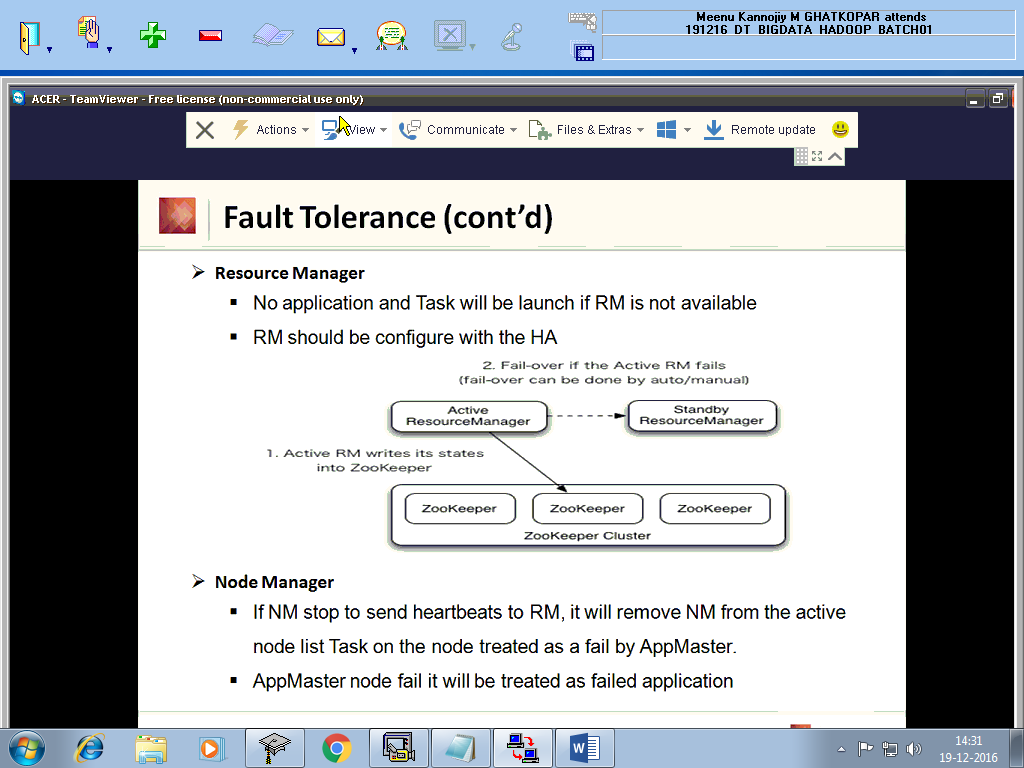 Meenu Kannojiy M GHATKOPAR attends
191216_DT_BIGDATA_HADOOP_BATCH01
ACER - TeamViewer - Free license (non-commercial use only)
Actions View Communicate Files & Extras Remote update
Fault Tolerance (cont’d)
Resource Manager
No application and Task will be launch if RM is not available
RM should be configure with the HA
2. Fail-over if the Active RM fails
(fail-over can be done by auto/manual)
Active
ResourceManager
Standby
ResourceManager
1. Active RM writes its states
into ZooKeeper
ZooKeeper ZooKeeper ZooKeeper
ZooKeeper Cluster
Node Manager
If NM stop to send heartbeats to RM, it will remove NM from the active
node list Task on the node treated as a fail by AppMaster.
AppMaster node fail it will be treated as failed application
14:31
19-12-2016